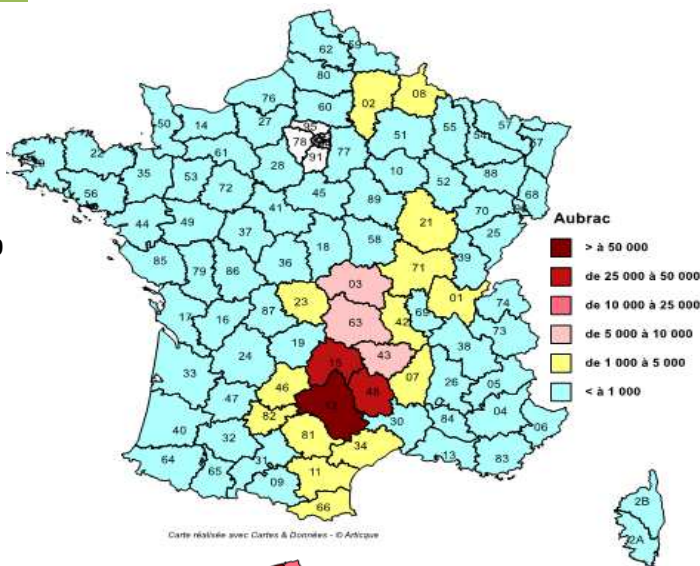 62 59
80
76 02 08
60
50 14 27 95
78 77 51 55 54 57 67
91
22 61
35 53 28 10 52 88
56 72 45 89 68
41 70
44 49 37 21 25
18 58
85 79 86 36 71 39
03
23 01 74
17 16 87 63 42 69 73
19 43 38
24 15
33 46 48 07 26 05
47 12
82 30 84 04 06
40 32 81 34
64 65 31 11 13 83
09
66
2B
2A
Aubrac
> à 50 000
de 25 000 à 50 000
de 10 000 à 25 000
de 5 000 à 10 000
de 1 000 à 5 000
< à 1 000
Carte réalisée avec Cartes & Données - © Articque